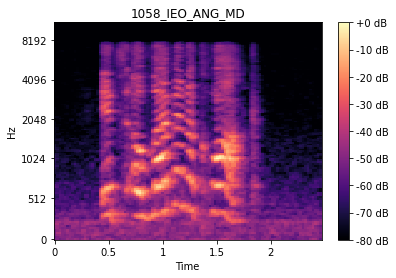 1058_IEO_ANG_MD
8192
4096
2048
1024
512
0
Hz
0
0.5
1
1.5
2
Time
+0 dB
-10 dB
-20 dB
-30 dB
-40 dB
-50 dB
-60 dB
-70 dB
-80 dB